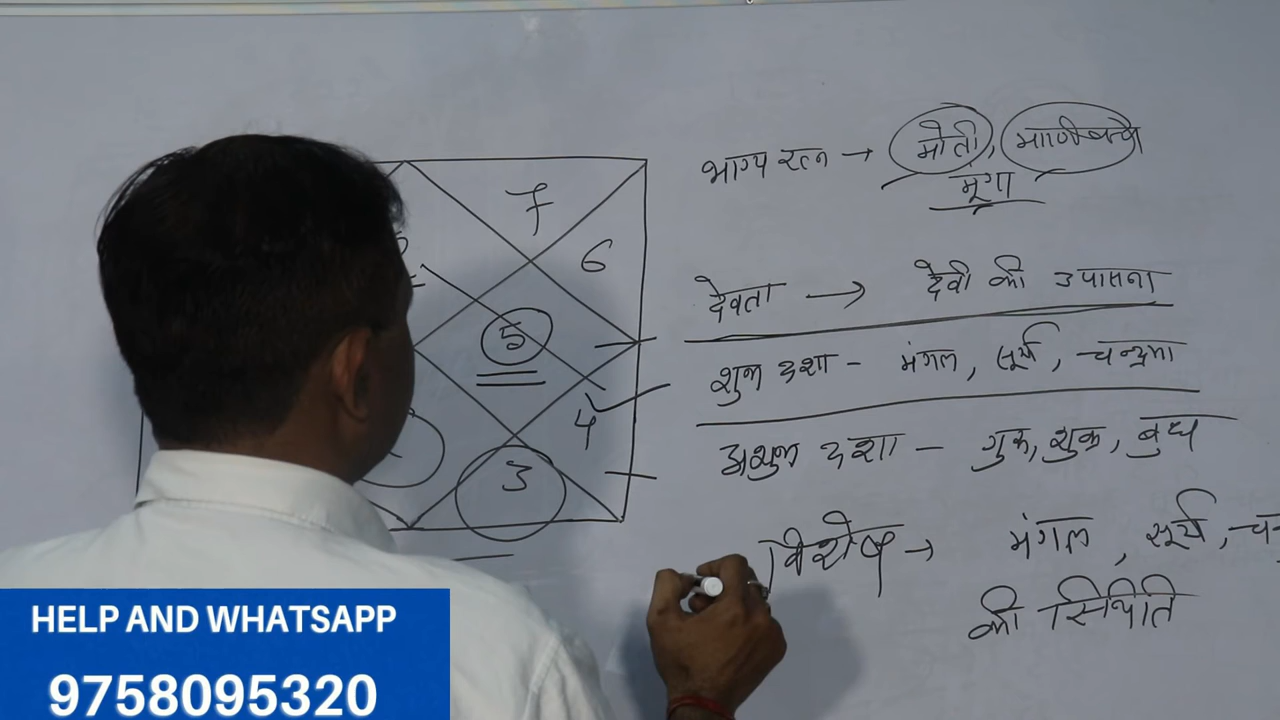 भाग्य रत्न → मोती, माणिक्य
मूंगा
7
6
देवता → देवी की उपासना
5
शुभ दशा - मंगल, सूर्य, चन्द्रमा
4
अशुभ दशा - गुरु, शुक्र, बुध
3
विशेष → मंगल, सूर्य,
की स्थिति
HELP AND WHATSAPP
9758095320